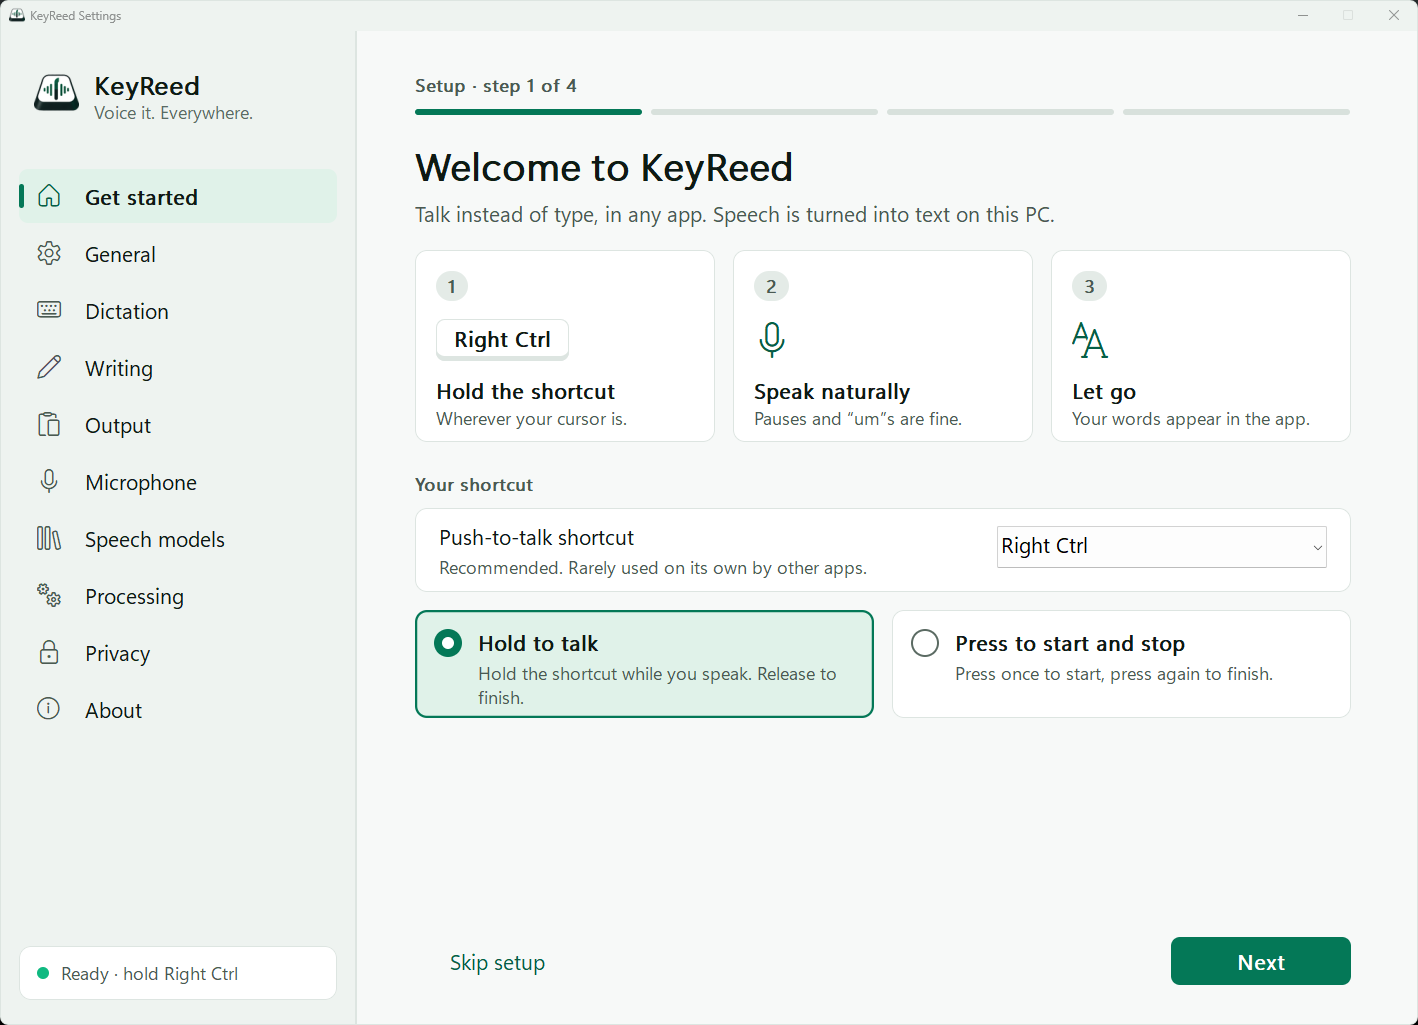 KeyReed Settings
KeyReed
Voice it. Everywhere.
Get started
General
Dictation
Writing
Output
Microphone
Speech models
Processing
Privacy
About
Ready · hold Right Ctrl
Setup · step 1 of 4
Welcome to KeyReed
Talk instead of type, in any app. Speech is turned into text on this PC.
1
Right Ctrl
Hold the shortcut
Wherever your cursor is.
2
Speak naturally
Pauses and “um”s are fine.
3
Let go
Your words appear in the app.
Your shortcut
Push-to-talk shortcut
Recommended. Rarely used on its own by other apps.
Right Ctrl
Hold to talk
Hold the shortcut while you speak. Release to
finish.
Press to start and stop
Press once to start, press again to finish.
Skip setup
Next